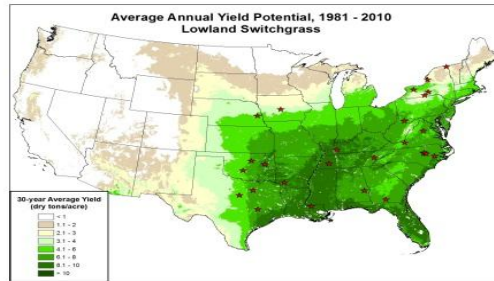 Average Annual Yield Potential, 1981 - 2010
Lowland Switchgrass
30-year Average Yield
(dry tons/acre)
< 1
1.1 - 2
2.1 - 3
3.1 - 4
4.1 - 6
6.1 - 8
8.1 - 10
< 10